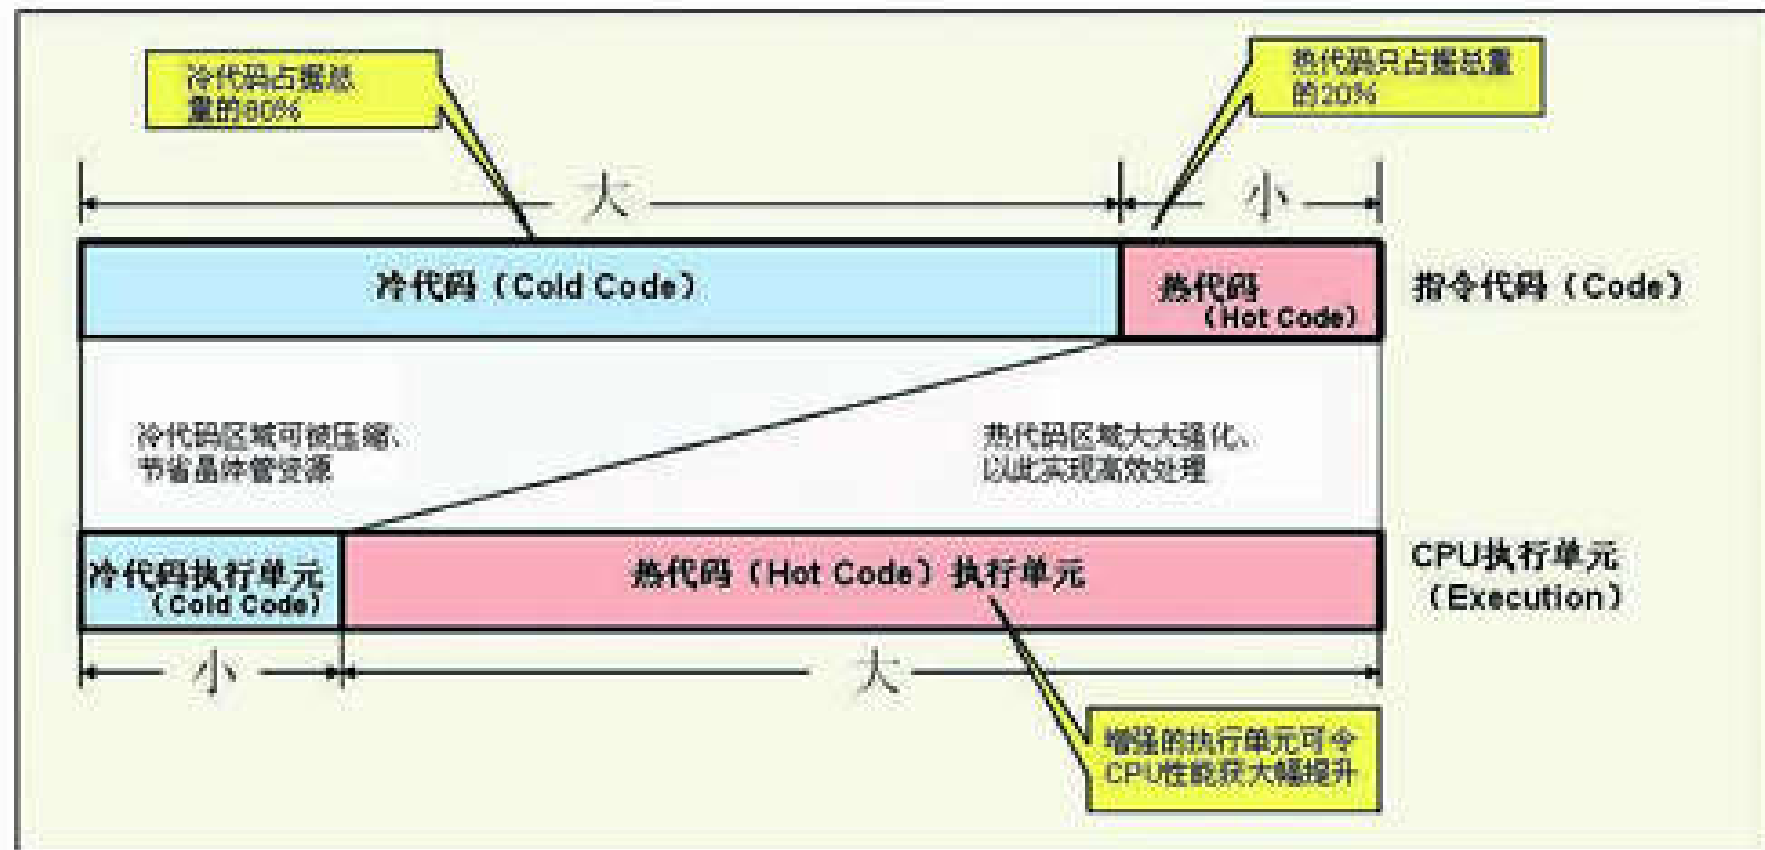 冷代码占据总
量的80%
热代码只占据总量
的20%
大
小
冷代码（Cold Code）
热代码
（Hot Code）
指令代码（Code）
冷代码区域可被压缩、
节省晶体管资源
热代码区域大大强化、
以此实现高效处理
冷代码执行单元
（Cold Code）
热代码（Hot Code）执行单元
CPU执行单元
（Execution）
小
大
增强的执行单元可令
CPU性能获大幅提升